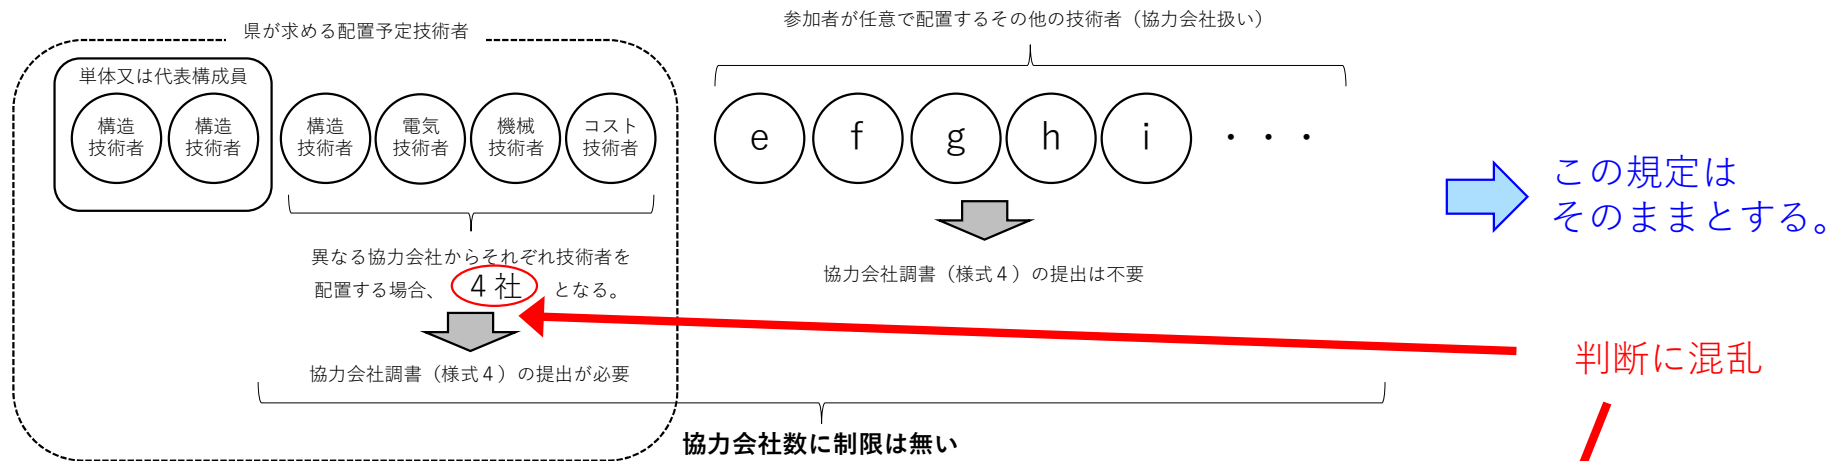 県が求める配置予定技術者
参加者が任意で配置するその他の技術者（協力会社扱い）
単体又は代表構成員
構造
技術者
構造
技術者
構造
技術者
電気
技術者
機械
技術者
コスト
技術者
e
f
g
h
i
・・・
異なる協力会社からそれぞれ技術者を
配置する場合、４社となる。
協力会社調書（様式４）の提出が必要
協力会社調書（様式４）の提出は不要
協力会社数に制限は無い
この規定は
そのままとする。
判断に混乱